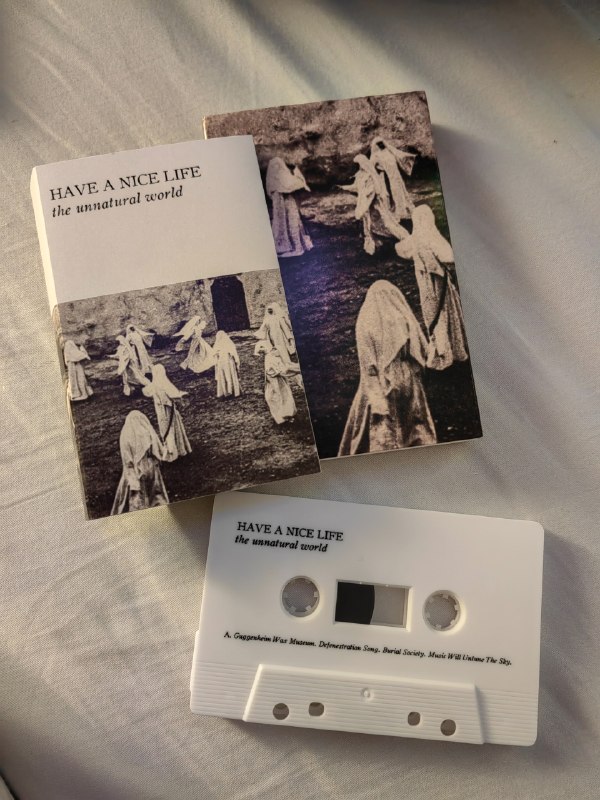 HAVE A NICE LIFE
the unnatural world
HAVE A NICE LIFE
the unnatural world
A. Guggenheim Wax Museum. Defenestration Song. Burial Society. Music Will Untune The Sky.